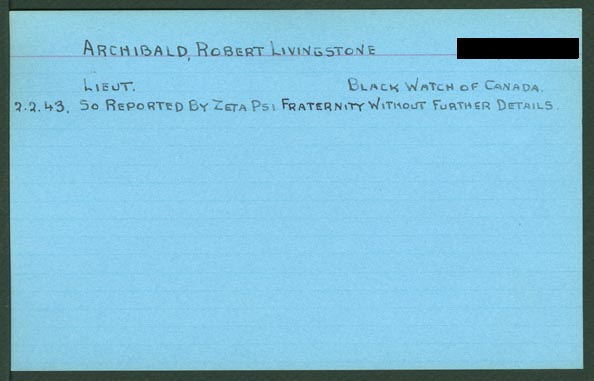 ARCHIBALD, ROBERT LIVINGSTONE
LIEUT. BLACK WATCH OF CANADA.
2.2.43. SO REPORTED BY ZETA PSI FRATERNITY WITHOUT FURTHER DETAILS.